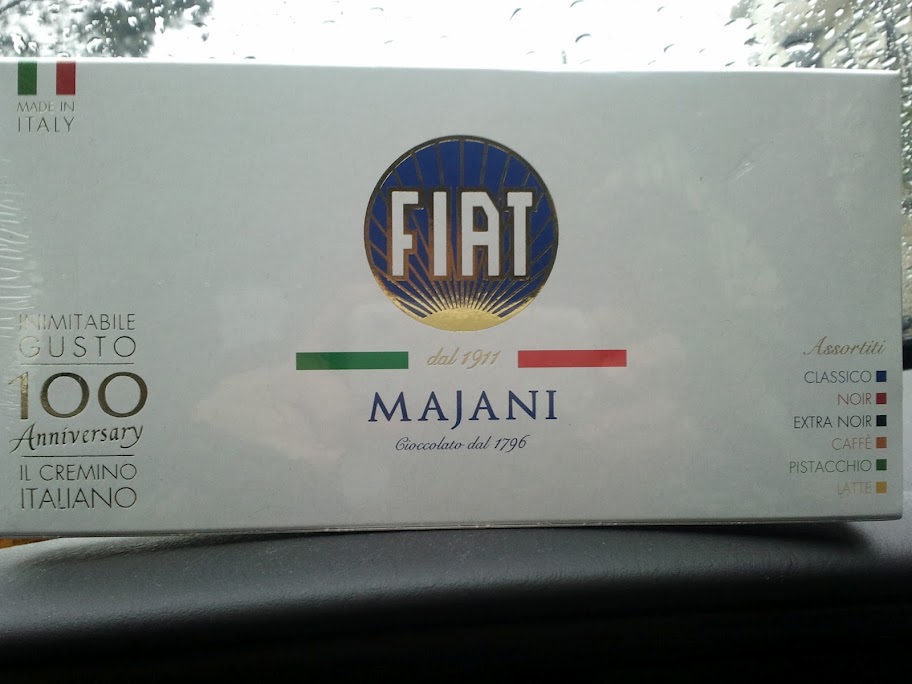 MADE IN
ITALY
FIAT
INIMITABILE
GUSTO
100
Anniversary
IL CREMINO
ITALIANO
dal 1911
MAJANI
Cioccolato dal 1796
Assortiti
CLASSICO
NOIR
EXTRA NOIR
CAFFÈ
PISTACCHIO
LATTE